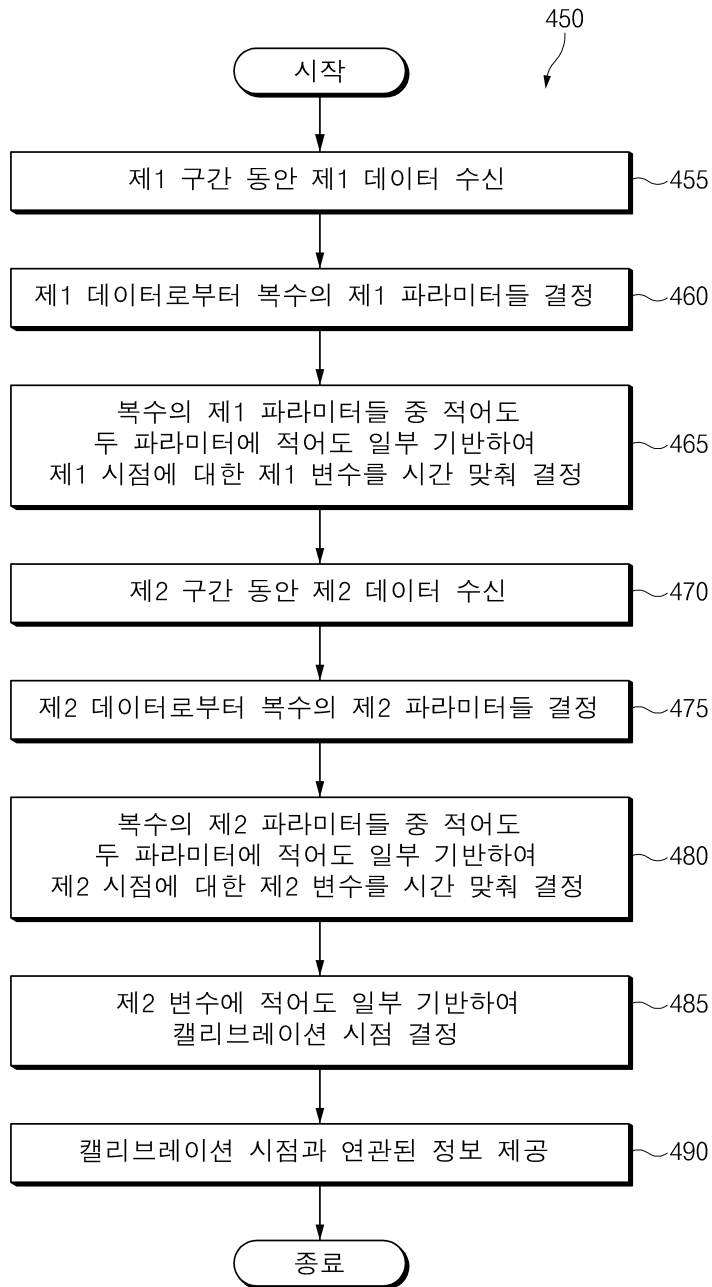 450
시작
제1 구간 동안 제1 데이터 수신
455
제1 데이터로부터 복수의 제1 파라미터들 결정
460
복수의 제1 파라미터들 중 적어도
두 파라미터에 적어도 일부 기반하여
제1 시점에 대한 제1 변수를 시간 맞춰 결정
465
제2 구간 동안 제2 데이터 수신
470
제2 데이터로부터 복수의 제2 파라미터들 결정
475
복수의 제2 파라미터들 중 적어도
두 파라미터에 적어도 일부 기반하여
제2 시점에 대한 제2 변수를 시간 맞춰 결정
480
제2 변수에 적어도 일부 기반하여
캘리브레이션 시점 결정
485
캘리브레이션 시점과 연관된 정보 제공
490
종료